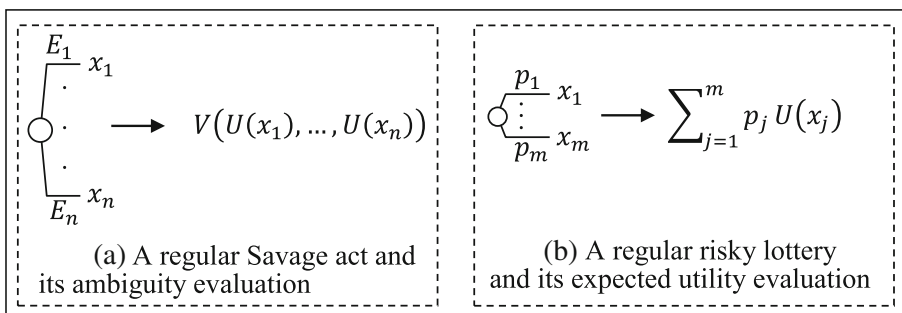 E₁ x₁
V(U(x₁), …, U(xₙ))
Eₙ xₙ
(a) A regular Savage act and
its ambiguity evaluation
p₁ x₁
∑ᵐⱼ₌₁ pⱼ U(xⱼ)
pₘ xₘ
(b) A regular risky lottery
and its expected utility evaluation